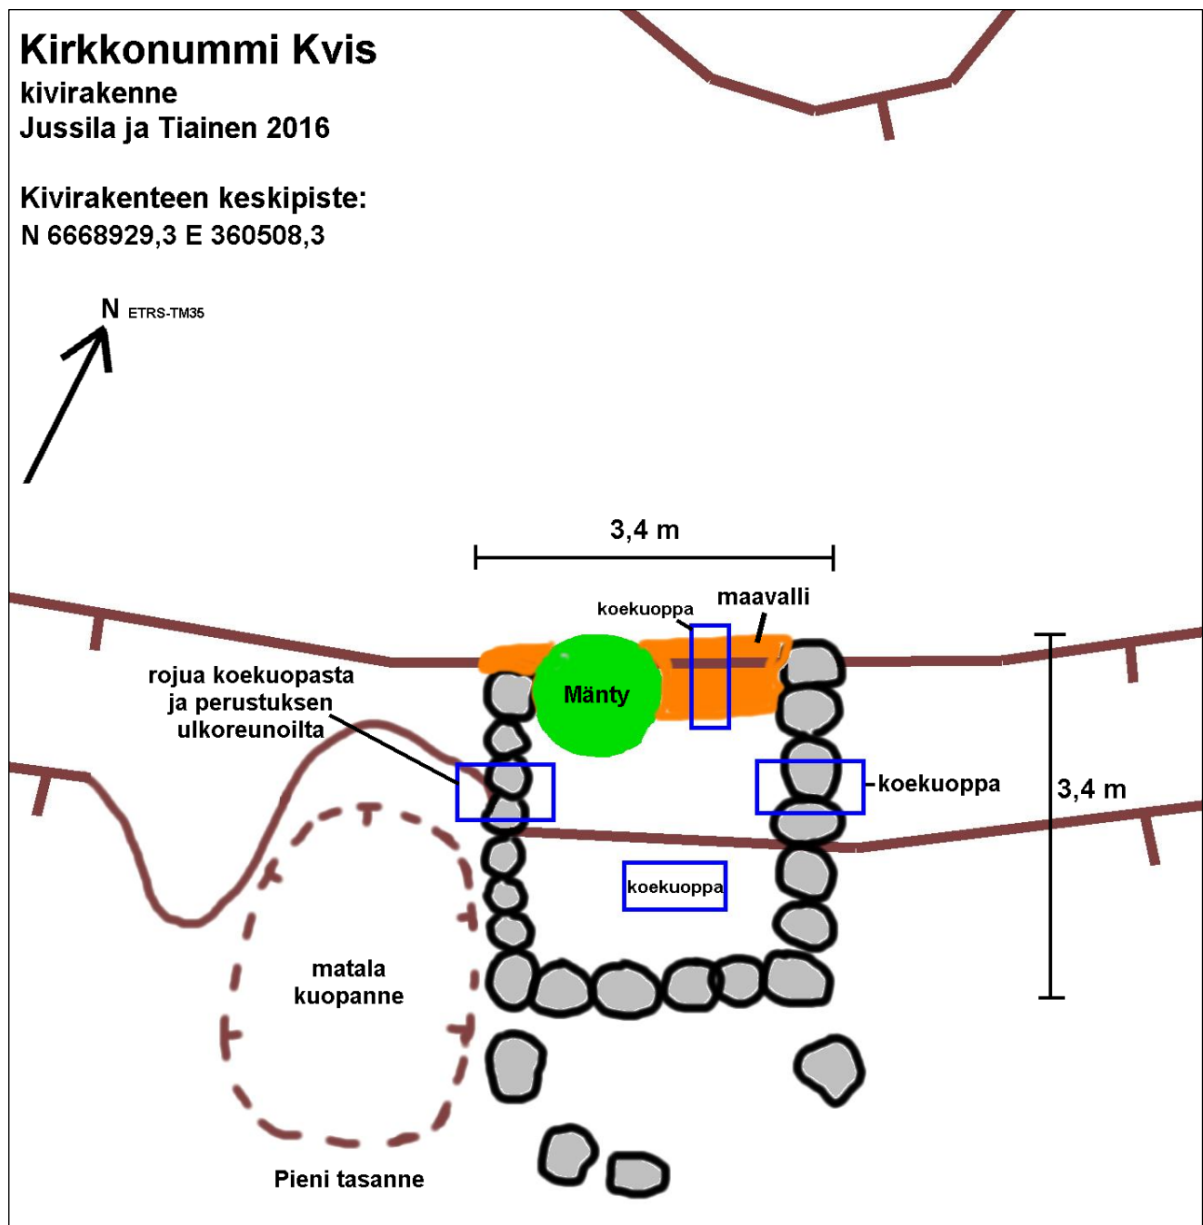 Kirkkonummi Kvis
kivirakenne
Jussila ja Tiainen 2016
Kivirakenteen keskipiste:
N 6668929,3 E 360508,3
N ETRS-TM35
3,4 m
koekuoppa
maavalli
rojua koekuopasta
ja perustuksen
ulkoreunoilta
Mänty
koekuoppa
3,4 m
koekuoppa
matala
kuopanne
Pieni tasanne